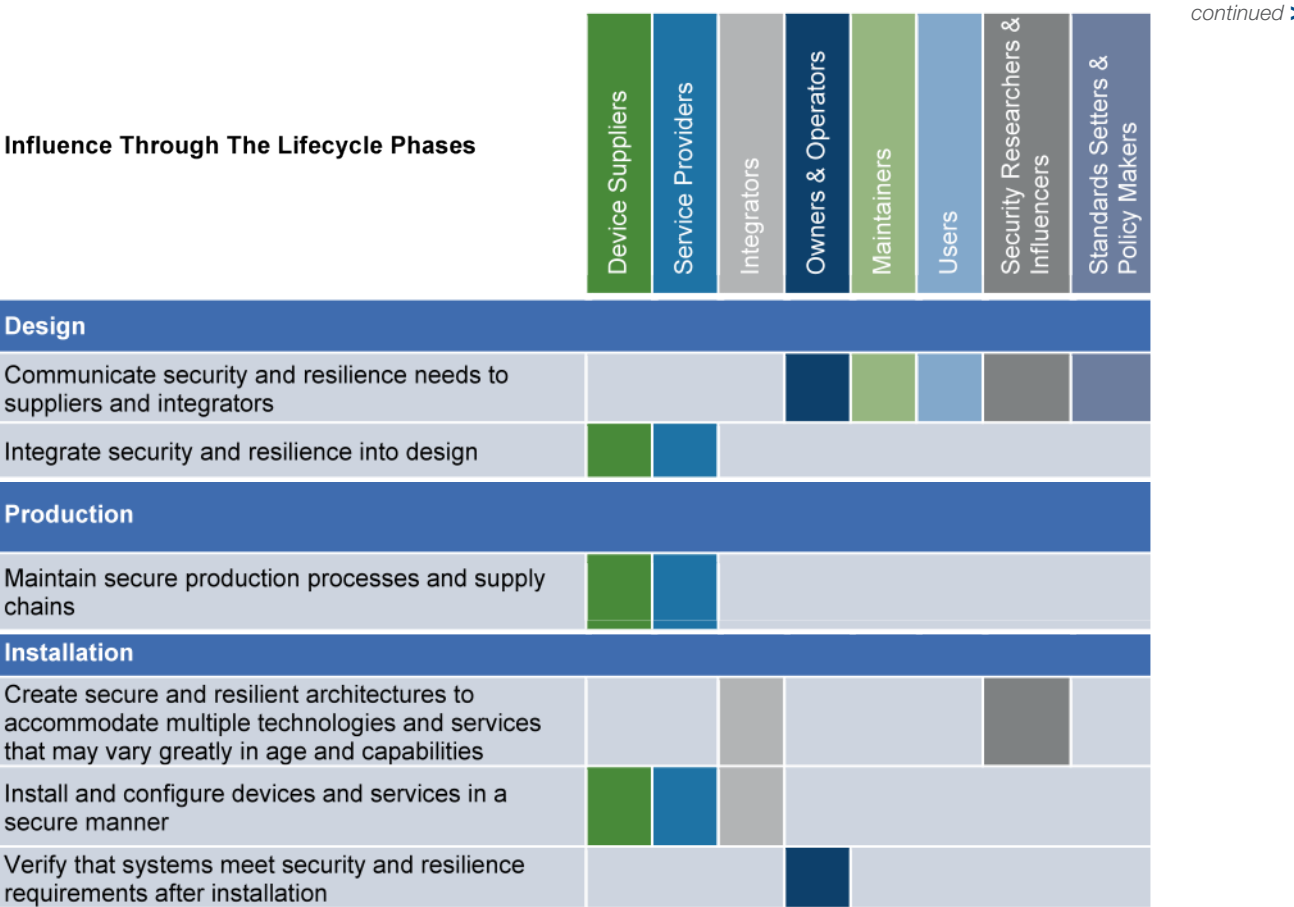 continued >
Influence Through The Lifecycle Phases
Device Suppliers
Service Providers
Integrators
Owners & Operators
Maintainers
Users
Security Researchers &
Influencers
Standards Setters &
Policy Makers
Design
Communicate security and resilience needs to
suppliers and integrators
Integrate security and resilience into design
Production
Maintain secure production processes and supply
chains
Installation
Create secure and resilient architectures to
accommodate multiple technologies and services
that may vary greatly in age and capabilities
Install and configure devices and services in a
secure manner
Verify that systems meet security and resilience
requirements after installation